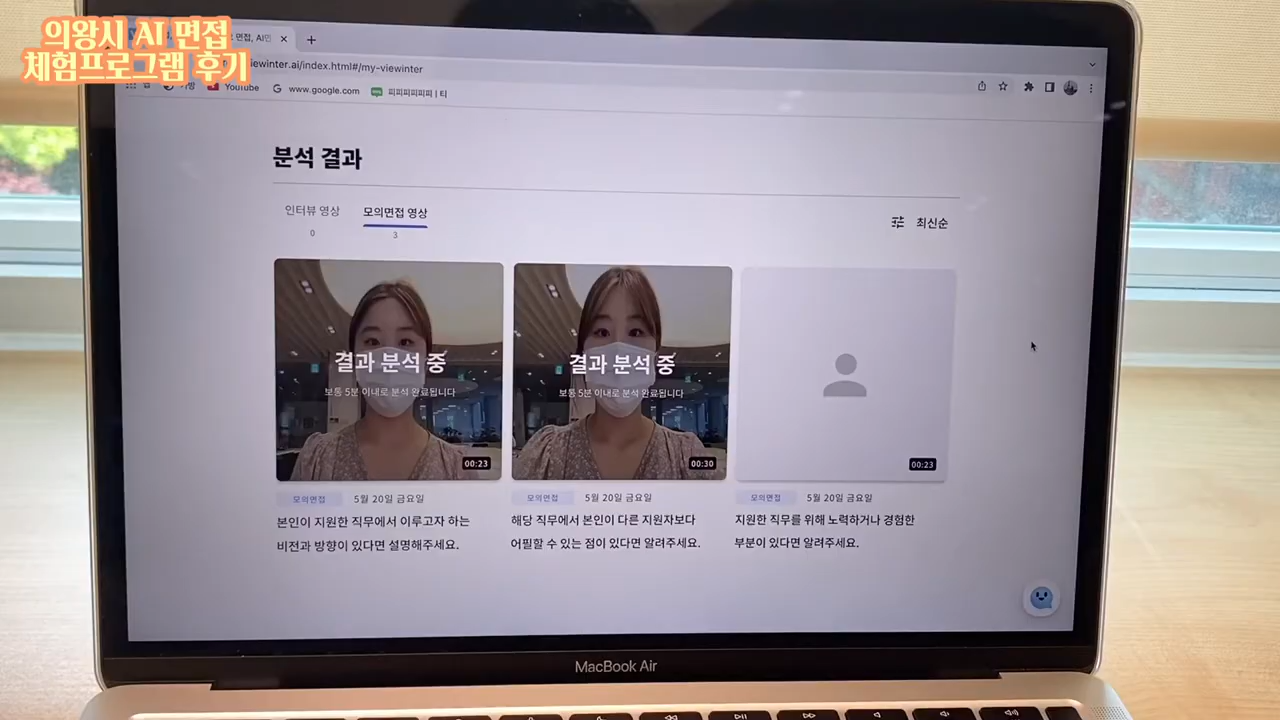 의왕시 AI 면접
체험프로그램 후기
면접, AI면
viewinter.ai/index.html#/my-viewinter
YouTube
www.google.com
피피피피피피 | 티
분석 결과
인터뷰 영상
0
모의면접 영상
3
최신순
결과 분석 중
보통 5분 이내로 분석 완료됩니다
00:23
결과 분석 중
보통 5분 이내로 분석 완료됩니다
00:30
00:23
모의면접 5월 20일 금요일
본인이 지원한 직무에서 이루고자 하는
비전과 방향이 있다면 설명해주세요.
모의면접 5월 20일 금요일
해당 직무에서 본인이 다른 지원자보다
어필할 수 있는 점이 있다면 알려주세요.
모의면접 5월 20일 금요일
지원한 직무를 위해 노력하거나 경험한
부분이 있다면 알려주세요.
MacBook Air